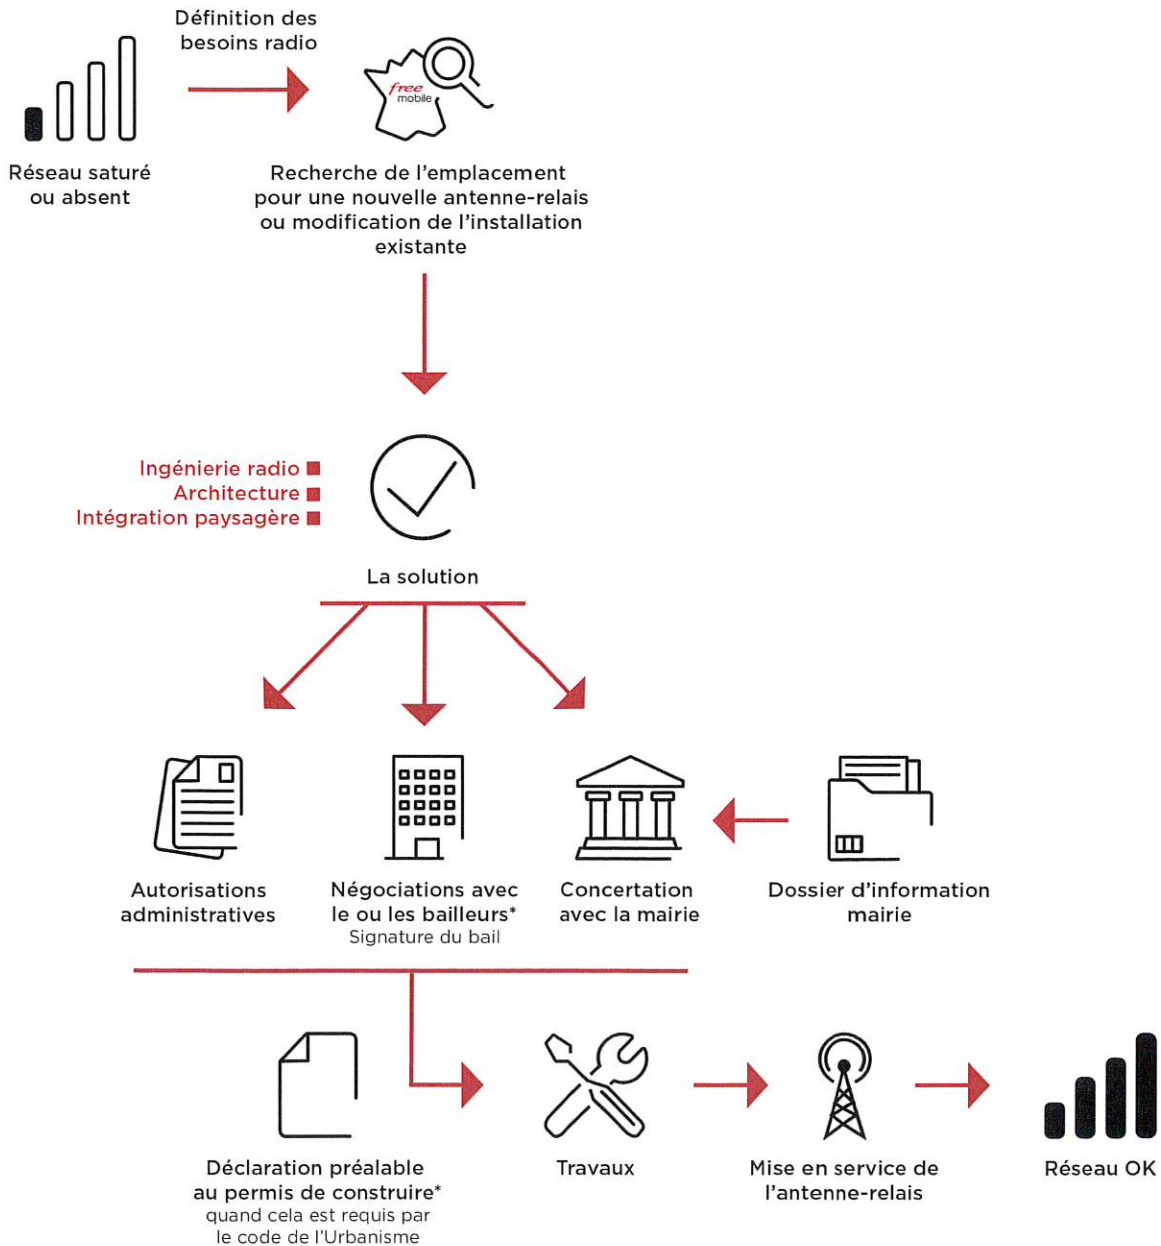 Définition des
besoins radio
free
mobile
Réseau saturé
ou absent
Recherche de l'emplacement
pour une nouvelle antenne-relais
ou modification de l'installation
existante
Ingénierie radio
Architecture
Intégration paysagère
La solution
Autorisations
administratives
Négociations avec
le ou les bailleurs*
Signature du bail
Concertation
avec la mairie
Dossier d'information
mairie
Déclaration préalable
au permis de construire*
quand cela est requis par
le code de l'Urbanisme
Travaux
Mise en service de
l'antenne-relais
Réseau OK